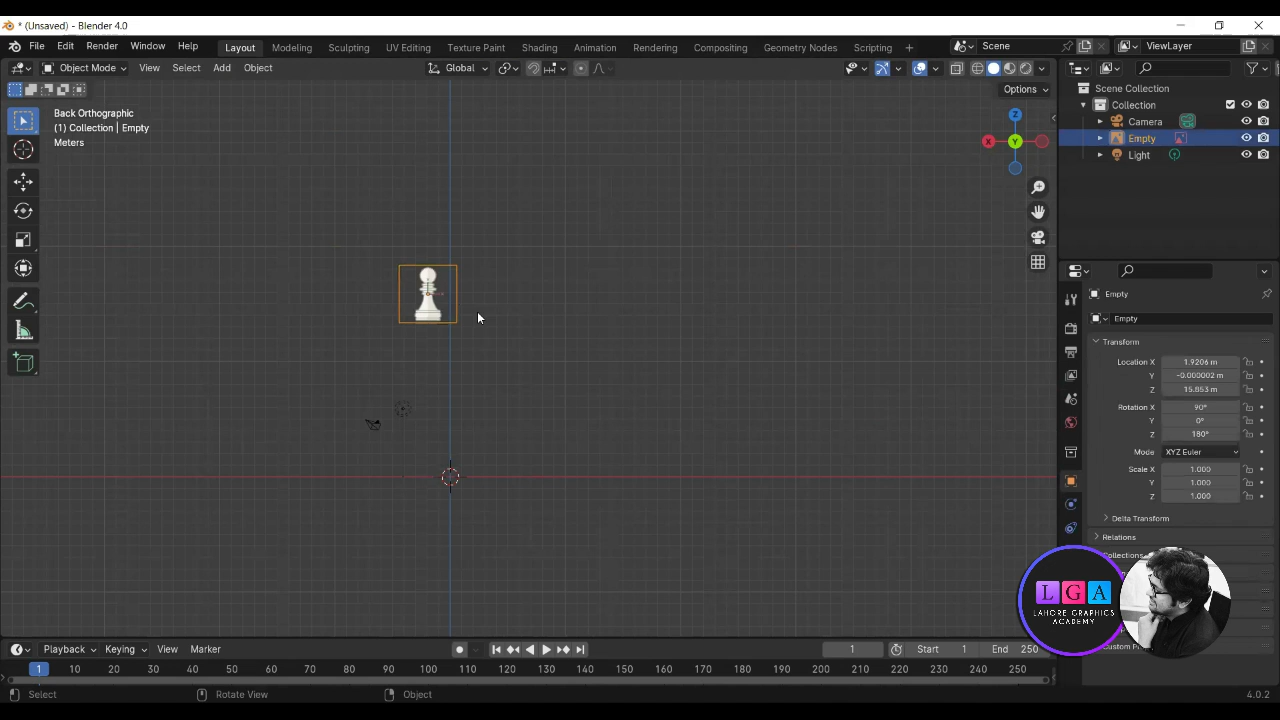 * (Unsaved) - Blender 4.0
File Edit Render Window Help Layout Modeling Sculpting UV Editing Texture Paint Shading Animation Rendering Compositing Geometry Nodes Scripting + Scene ViewLayer
Object Mode View Select Add Object Global
Options
Back Orthographic
(1) Collection | Empty
Meters
Z
X
Y
Scene Collection
Collection
Camera
Empty
Light
Empty
Empty
Transform
Location X 1.9206 m
Y -0.000002 m
Z 15.853 m
Rotation X 90°
Y 0°
Z 180°
Mode XYZ Euler
Scale X 1.000
Y 1.000
Z 1.000
Delta Transform
Relations
Collections
Custom Pr
L G A
LAHORE GRAPHICS
ACADEMY
Playback Keying View Marker 1 Start 1 End 250
1 10 20 30 40 50 60 70 80 90 100 110 120 130 140 150 160 170 180 190 200 210 220 230 240 250
Select Rotate View Object 4.0.2